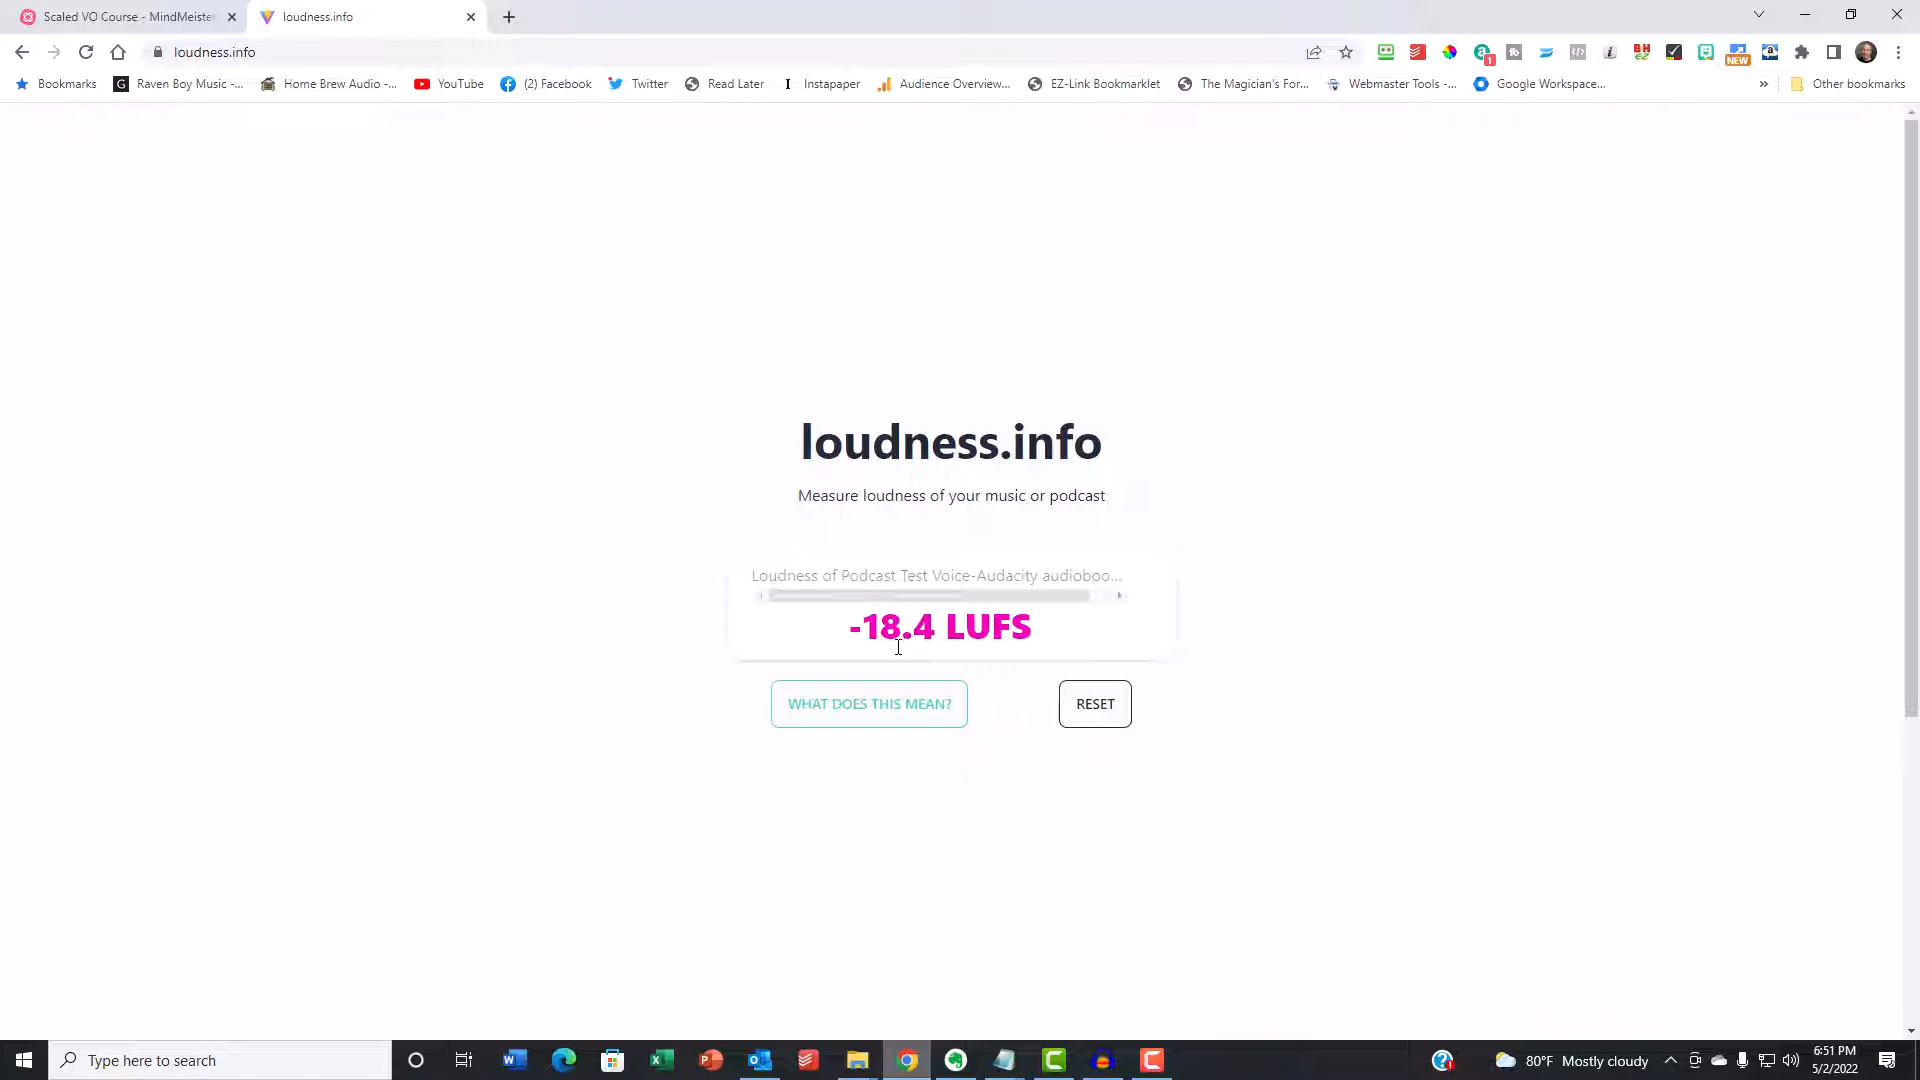 Scaled VO Course - MindMeister
loudness.info
loudness.info
Bookmarks
Raven Boy Music -...
Home Brew Audio -...
YouTube
(2) Facebook
Twitter
Read Later
Instapaper
Audience Overview...
EZ-Link Bookmarklet
The Magician's For...
Webmaster Tools -...
Google Workspace...
»
Other bookmarks
loudness.info
Measure loudness of your music or podcast
Loudness of Podcast Test Voice-Audacity audioboo...
-18.4 LUFS
WHAT DOES THIS MEAN?
RESET
Type here to search
80°F Mostly cloudy
6:51 PM
5/2/2022